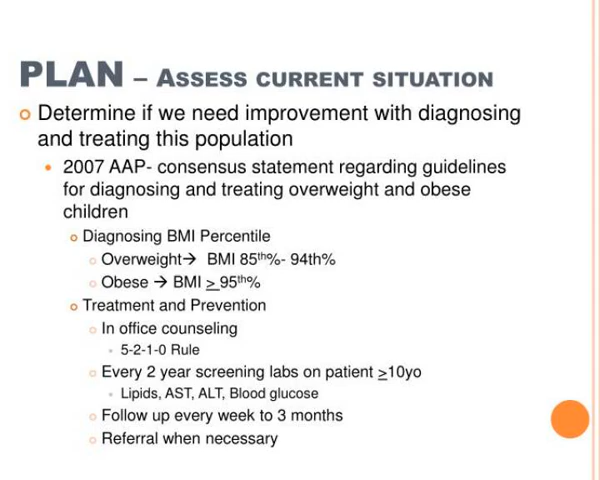 PLAN – ASSESS CURRENT SITUATION
Determine if we need improvement with diagnosing
and treating this population
2007 AAP- consensus statement regarding guidelines
for diagnosing and treating overweight and obese
children
Diagnosing BMI Percentile
Overweight→ BMI 85th%- 94th%
Obese → BMI ≥ 95th%
Treatment and Prevention
In office counseling
5-2-1-0 Rule
Every 2 year screening labs on patient ≥10yo
Lipids, AST, ALT, Blood glucose
Follow up every week to 3 months
Referral when necessary